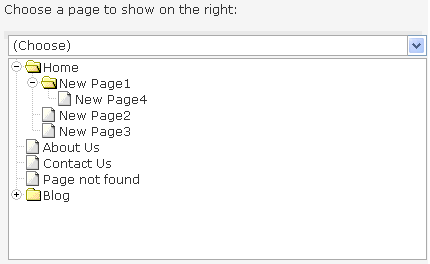 Choose a page to show on the right:
(Choose)
Home
New Page1
New Page4
New Page2
New Page3
About Us
Contact Us
Page not found
Blog